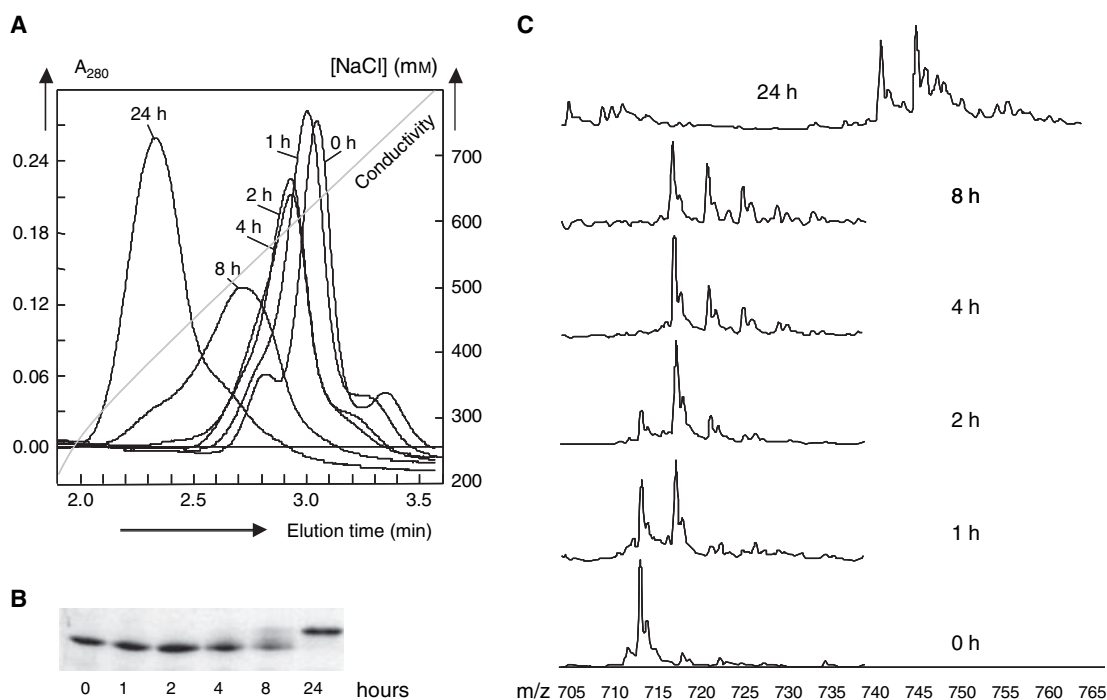 A
C
A280
[NaCl] (mM)
24 h
24 h
1 h
0 h
Conductivity
0.24
700
2 h
8 h
600
0.18
4 h
8 h
500
0.12
4 h
400
0.06
300
2 h
0.00
200
2.0 2.5 3.0 3.5
Elution time (min)
1 h
B
0 h
0 1 2 4 8 24 hours
m/z 705 710 715 720 725 730 735 740 745 750 755 760 765